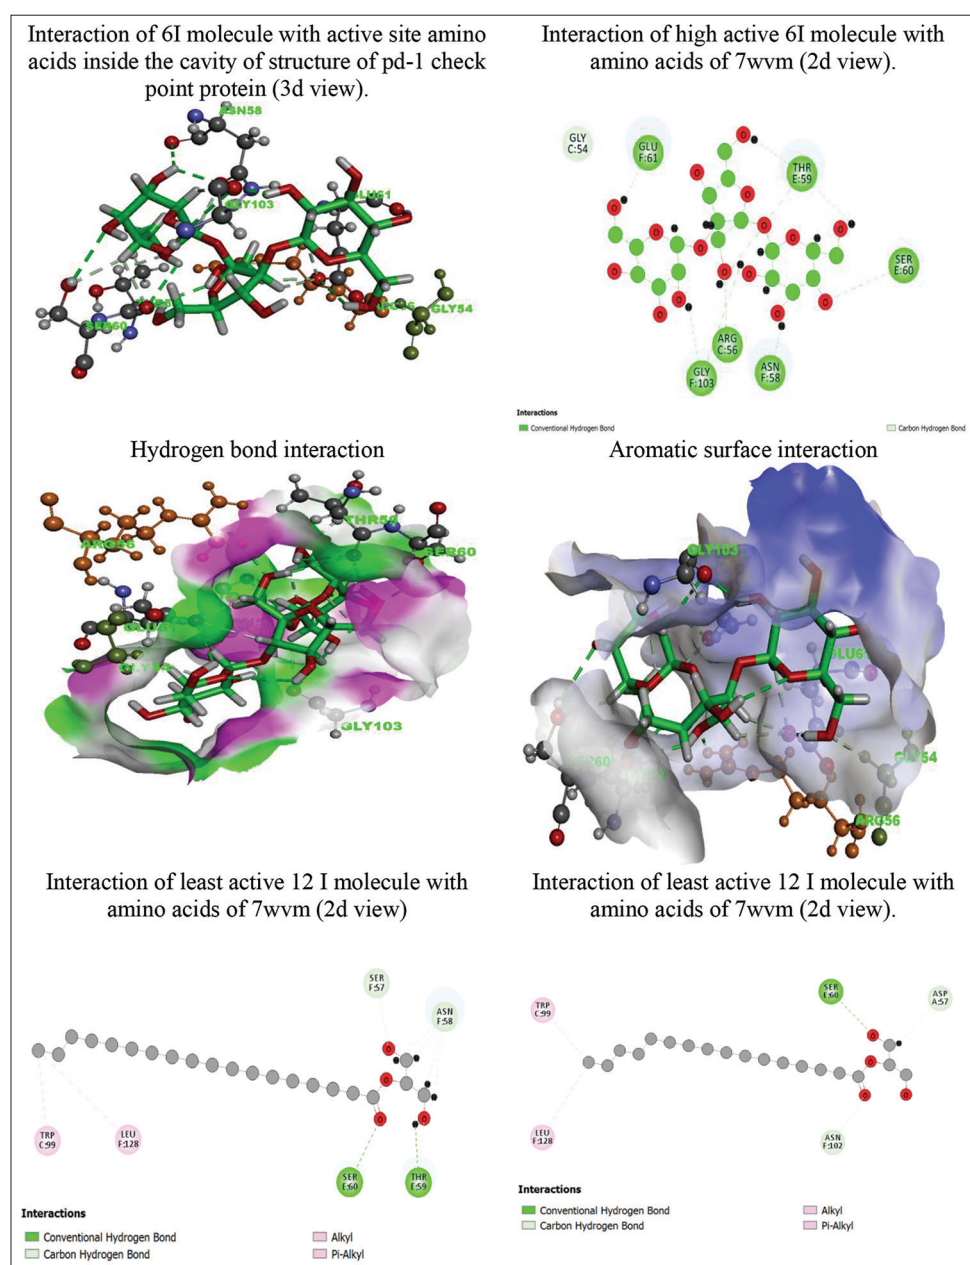 Interaction of 6I molecule with active site amino
acids inside the cavity of structure of pd-1 check
point protein (3d view).
ASN58
GLY103
GLU61
SER60
GLY54
Interaction of high active 6I molecule with
amino acids of 7wvm (2d view).
GLY
C:54
GLU
F:61
THR
E:59
SER
E:60
ARG
C:56
GLY
F:103
ASN
F:58
Interactions
Conventional Hydrogen Bond
Carbon Hydrogen Bond
Hydrogen bond interaction
ARG56
THR59
SER60
GLY103
Aromatic surface interaction
GLY103
GLU61
GLY54
ARG56
Interaction of least active 12 I molecule with
amino acids of 7wvm (2d view)
SER
F:57
ASN
F:58
TRP
C:99
LEU
F:128
SER
E:60
THR
E:59
Interactions
Conventional Hydrogen Bond
Carbon Hydrogen Bond
Alkyl
Pi-Alkyl
Interaction of least active 12 I molecule with
amino acids of 7wvm (2d view).
SER
E:60
ASP
A:57
TRP
C:99
LEU
F:128
ASN
F:102
Interactions
Conventional Hydrogen Bond
Carbon Hydrogen Bond
Alkyl
Pi-Alkyl